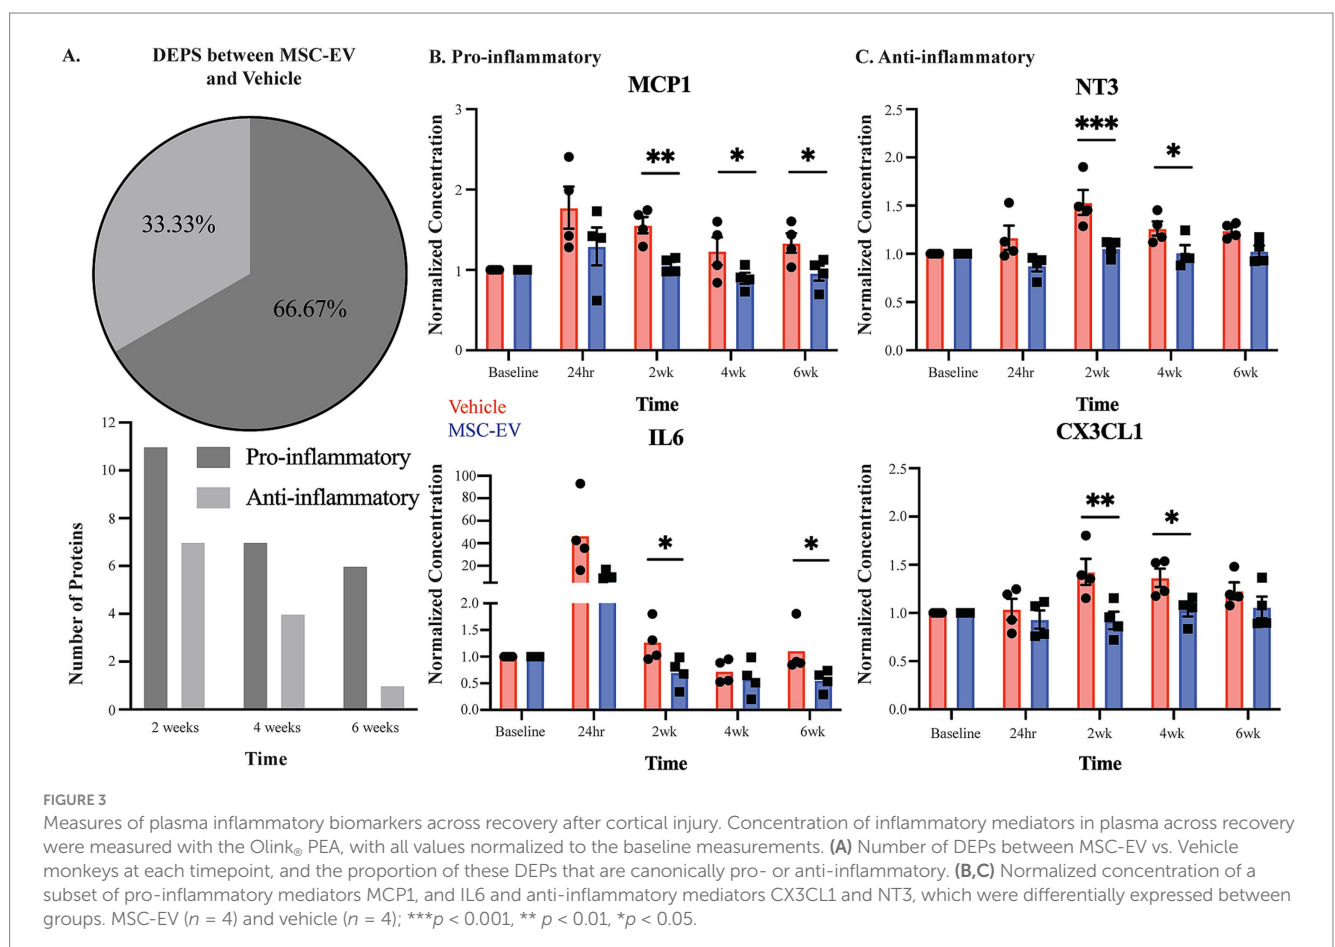 A.
DEPS between MSC-EV
and Vehicle
33.33%
66.67%
12
10
8
6
4
2
0
Number of Proteins
Pro-inflammatory
Anti-inflammatory
2 weeks 4 weeks 6 weeks
Time
B. Pro-inflammatory
MCP1
3
2
1
0
Normalized Concentration
** * *
Baseline 24hr 2wk 4wk 6wk
Time
Vehicle
MSC-EV
IL6
100
80
60
40
20
2.0
1.5
1.0
0.5
0.0
Normalized Concentration
* *
Baseline 24hr 2wk 4wk 6wk
Time
C. Anti-inflammatory
NT3
2.5
2.0
1.5
1.0
0.5
0.0
Normalized Concentration
*** *
Baseline 24hr 2wk 4wk 6wk
Time
CX3CL1
2.5
2.0
1.5
1.0
0.5
0.0
Normalized Concentration
** *
Baseline 24hr 2wk 4wk 6wk
Time
FIGURE 3
Measures of plasma inflammatory biomarkers across recovery after cortical injury. Concentration of inflammatory mediators in plasma across recovery
were measured with the Olink® PEA, with all values normalized to the baseline measurements. (A) Number of DEPs between MSC-EV vs. Vehicle
monkeys at each timepoint, and the proportion of these DEPs that are canonically pro- or anti-inflammatory. (B,C) Normalized concentration of a
subset of pro-inflammatory mediators MCP1, and IL6 and anti-inflammatory mediators CX3CL1 and NT3, which were differentially expressed between
groups. MSC-EV (n = 4) and vehicle (n = 4); ***p < 0.001, ** p < 0.01, *p < 0.05.